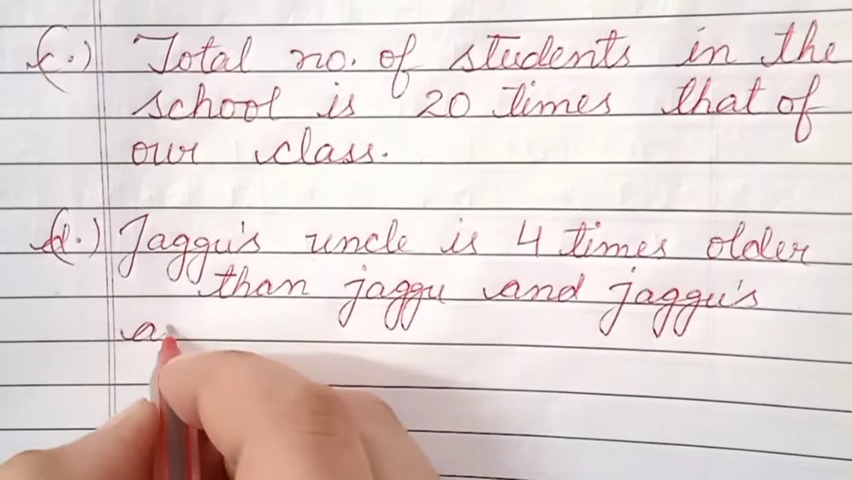 c.) Total no. of students in the
school is 20 times that of
our class.
d.) Jaggu's uncle is 4 times older
than jaggu and jaggu's